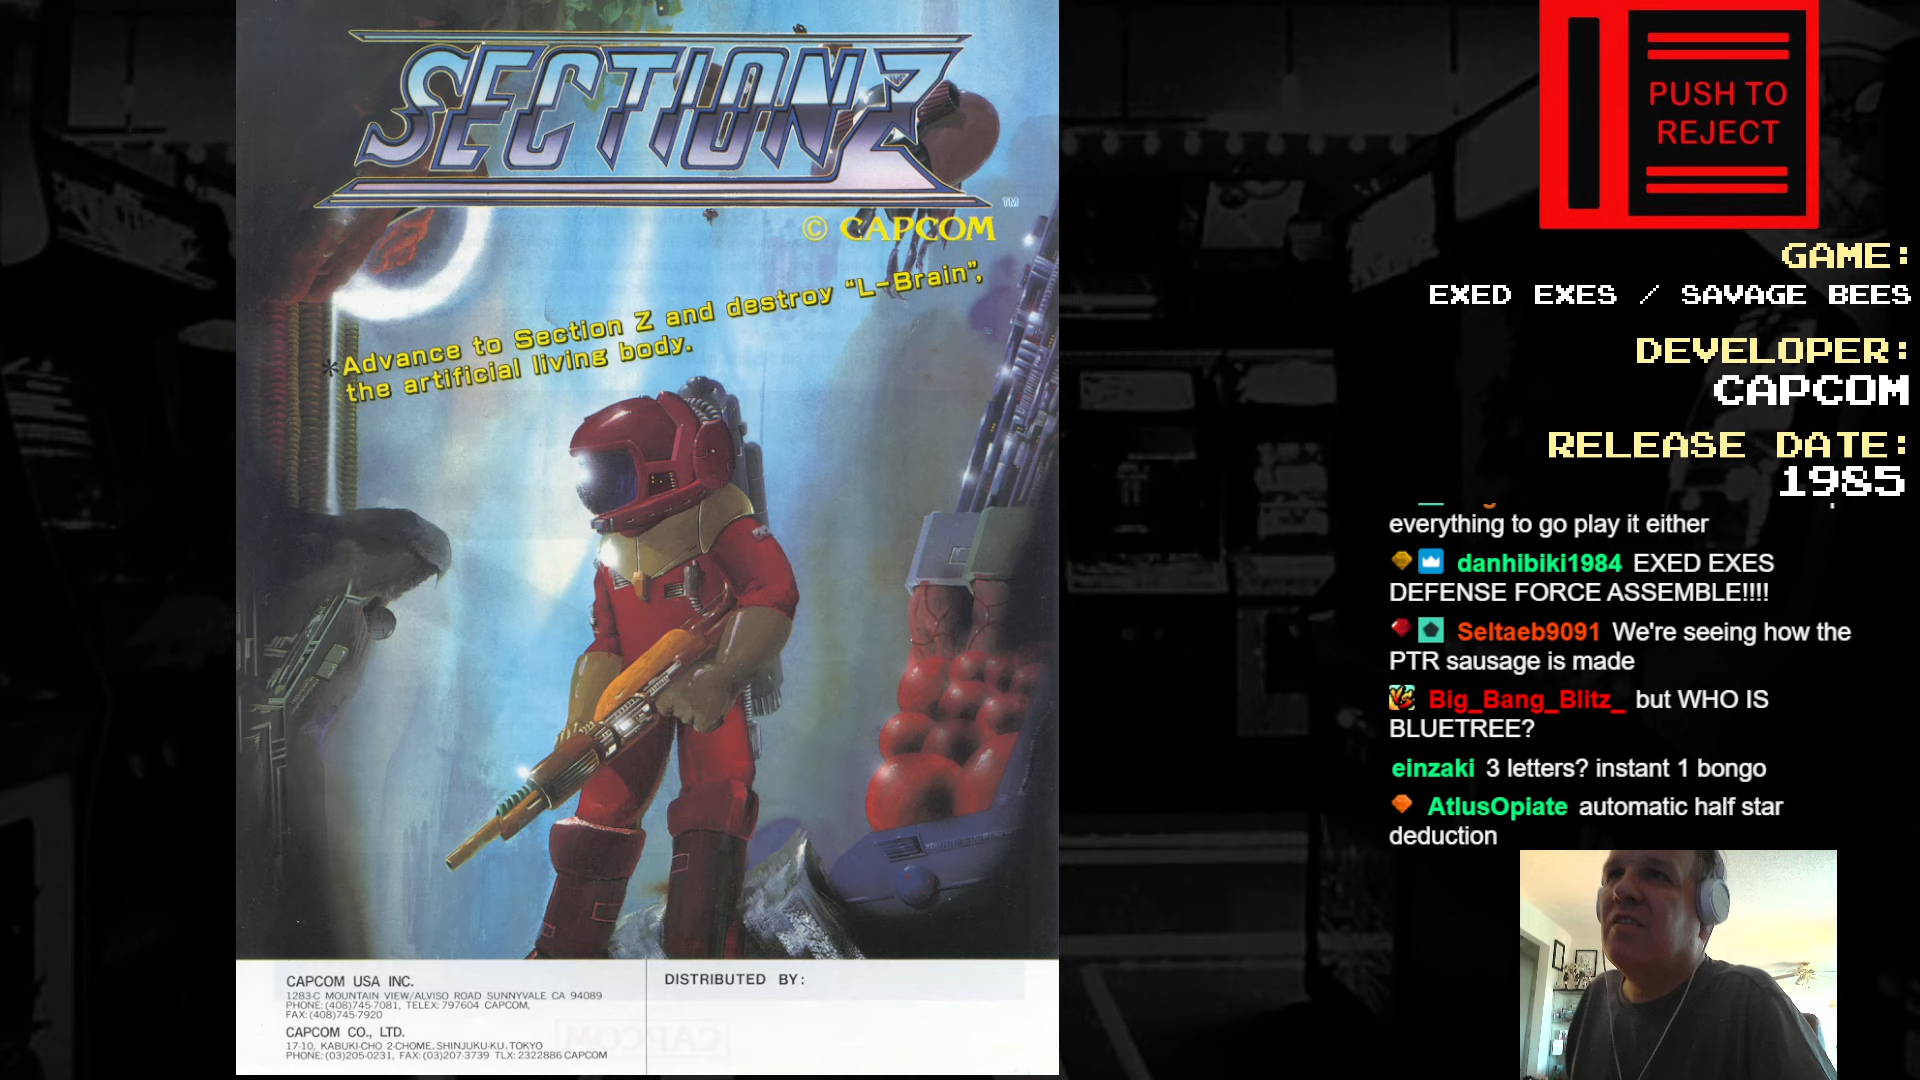 SECTION Z
TM
© CAPCOM
*Advance to Section Z and destroy “L-Brain”,
the artificial living body.
CAPCOM USA INC.
1283-C MOUNTAIN VIEW/ALVISO ROAD SUNNYVALE CA 94089
PHONE:(408)745-7081, TELEX:797604 CAPCOM,
FAX:(408)745-7920
CAPCOM CO., LTD.
17-10, KABUKI-CHO 2-CHOME, SHINJUKU-KU, TOKYO
PHONE:(03)205-0231, FAX:(03)207-3739 TLX:2322886 CAPCOM
DISTRIBUTED BY:
PUSH TO
REJECT
GAME:
EXED EXES / SAVAGE BEES
DEVELOPER:
CAPCOM
RELEASE DATE:
1985
everything to go play it either
danhibiki1984 EXED EXES
DEFENSE FORCE ASSEMBLE!!!!
Seltaeb9091 We're seeing how the
PTR sausage is made
Big_Bang_Blitz_ but WHO IS
BLUETREE?
einzaki 3 letters? instant 1 bongo
AtlusOpiate automatic half star
deduction